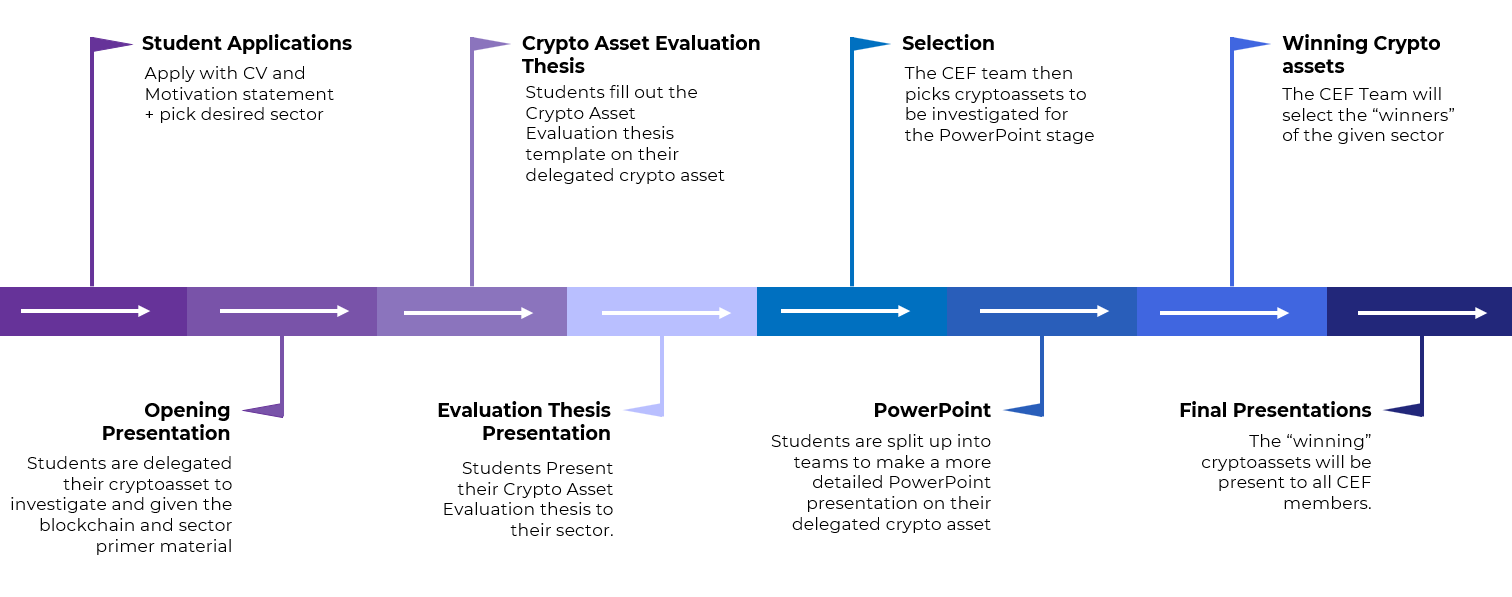 Student Applications
Apply with CV and
Motivation statement
+ pick desired sector
Opening
Presentation
Students are delegated
their cryptoasset to
investigate and given the
blockchain and sector
primer material
Crypto Asset Evaluation
Thesis
Students fill out the
Crypto Asset
Evaluation thesis
template on their
delegated crypto asset
Evaluation Thesis
Presentation
Students Present
their Crypto Asset
Evaluation thesis to
their sector.
Selection
The CEF team then
picks cryptoassets to
be investigated for
the PowerPoint stage
PowerPoint
Students are split up into
teams to make a more
detailed PowerPoint
presentation on their
delegated crypto asset
Winning Crypto
assets
The CEF Team will
select the “winners”
of the given sector
Final Presentations
The “winning”
cryptoassets will be
present to all CEF
members.